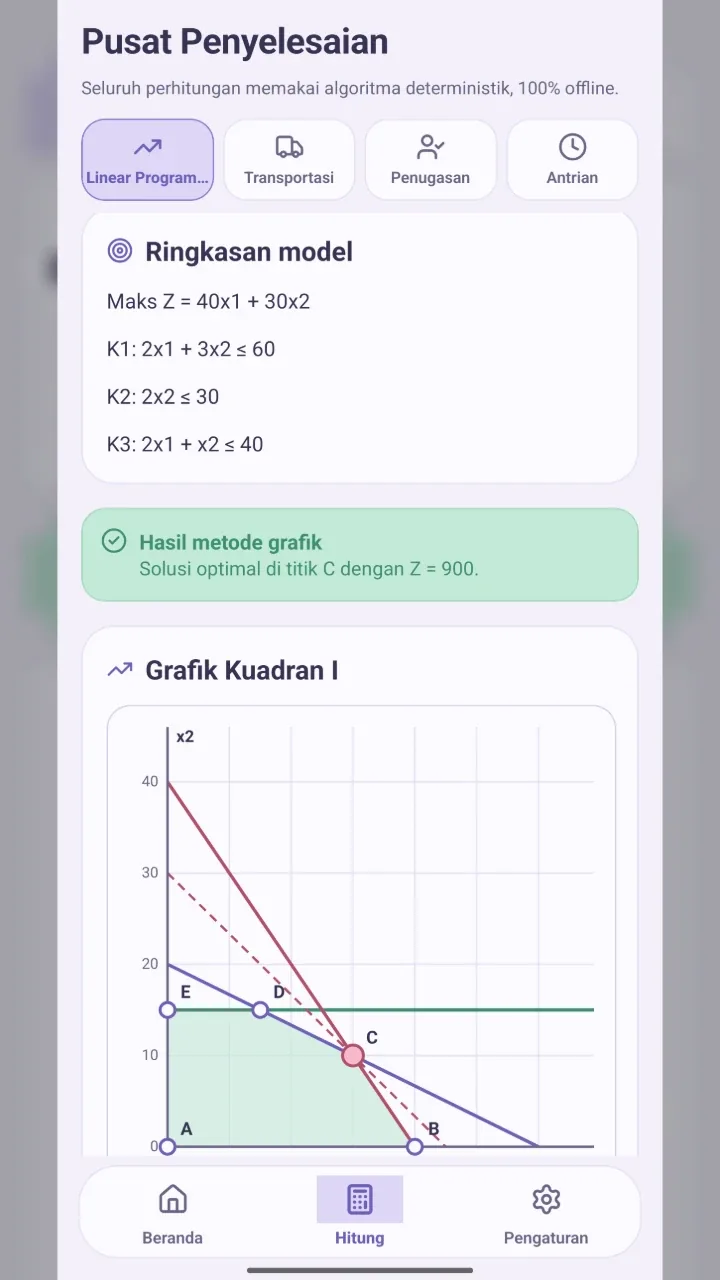 Pusat Penyelesaian
Seluruh perhitungan memakai algoritma deterministik, 100% offline.
Linear Program...
Transportasi
Penugasan
Antrian
Ringkasan model
Maks Z = 40x1 + 30x2
K1: 2x1 + 3x2 ≤ 60
K2: 2x2 ≤ 30
K3: 2x1 + x2 ≤ 40
Hasil metode grafik
Solusi optimal di titik C dengan Z = 900.
Grafik Kuadran I
x2
40
30
20
E
D
C
10
A
B
0
Beranda
Hitung
Pengaturan